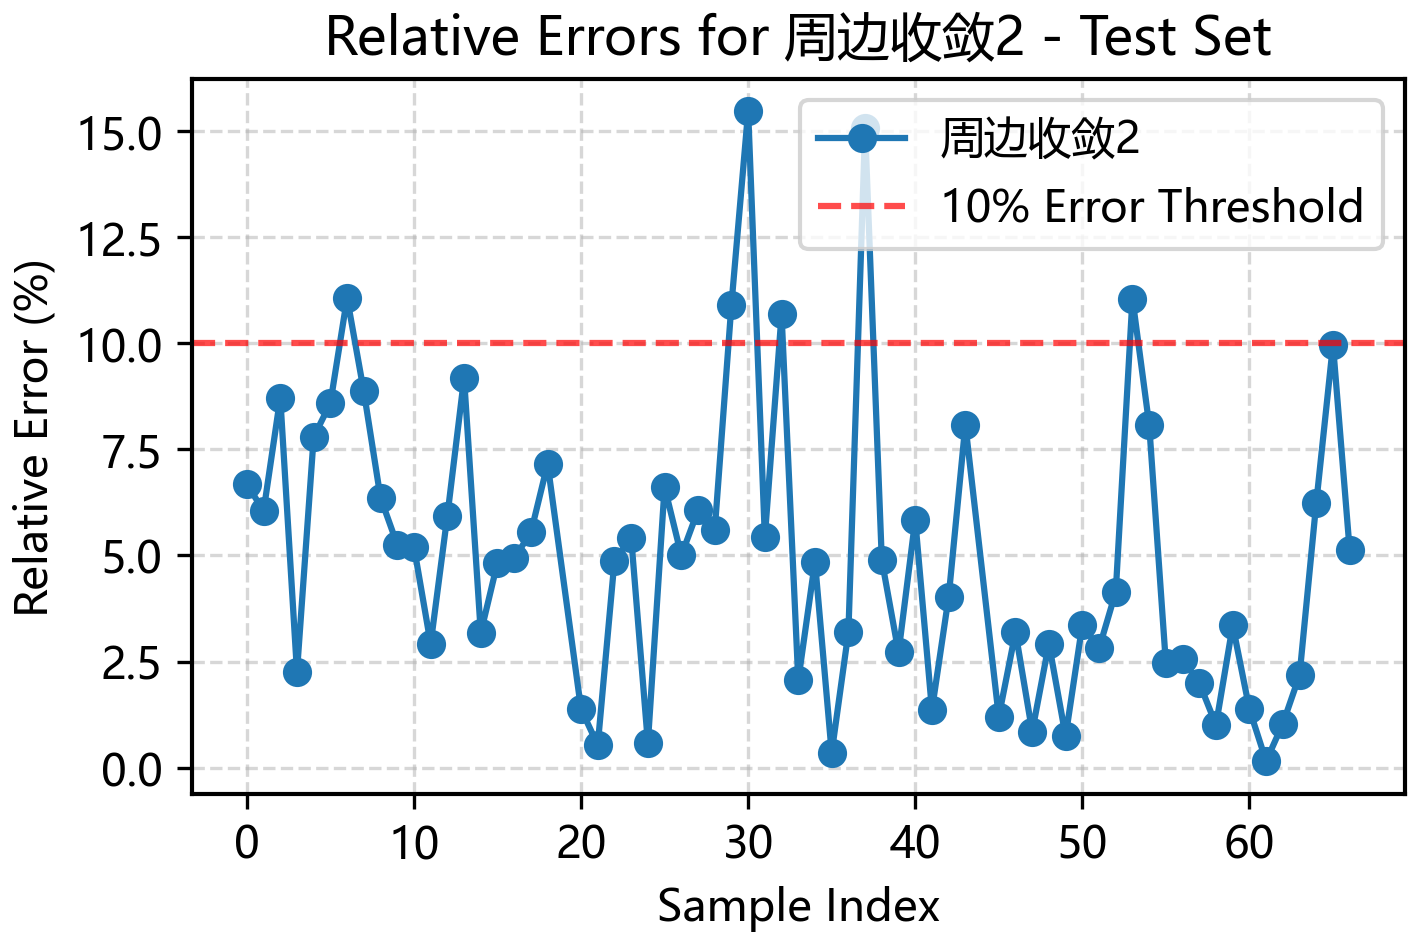 Relative Errors for 周边收敛2 - Test Set
周边收敛2
10% Error Threshold
Relative Error (%)
15.0
12.5
10.0
7.5
5.0
2.5
0.0
0 10 20 30 40 50 60
Sample Index